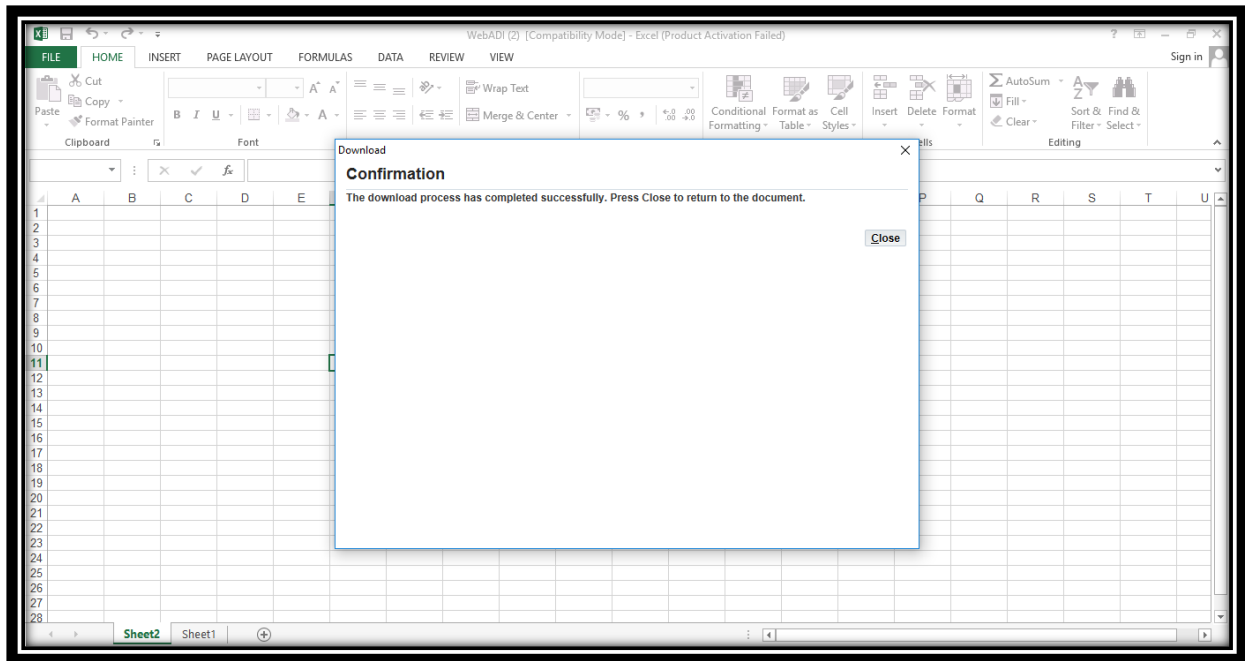 WebADI (2) [Compatibility Mode] - Excel (Product Activation Failed)
FILE HOME INSERT PAGE LAYOUT FORMULAS DATA REVIEW VIEW Sign in
Cut
Copy
Format Painter
Paste
Clipboard
B I U
A A
A
Font
Wrap Text
Merge & Center
% ,
Conditional Formatting
Format as Table
Cell Styles
Insert Delete Format
AutoSum
Fill
Clear
Sort & Filter
Find & Select
Editing
fx
Download
Confirmation
The download process has completed successfully. Press Close to return to the document.
Close
A B C D E P Q R S T U
1
2
3
4
5
6
7
8
9
10
11
12
13
14
15
16
17
18
19
20
21
22
23
24
25
26
27
28
Sheet2 Sheet1